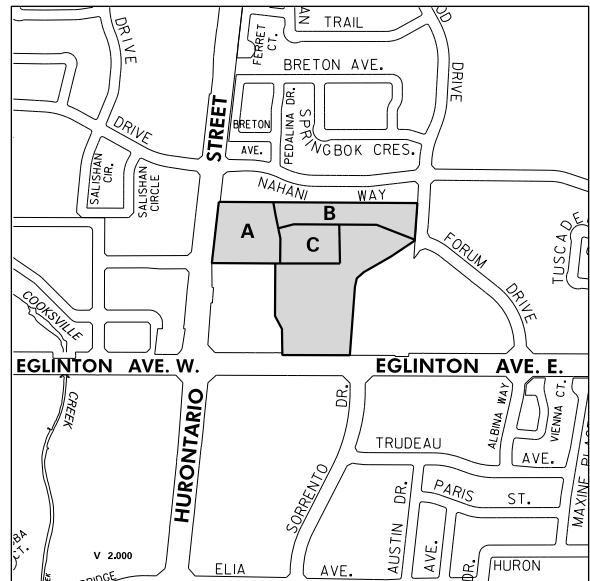 TRAIL
DRIVE
FERRET CT.
DRIVE
BRETON AVE.
STREET
BRETON
AVE.
PEDALINA DR.
SPRINGBOK CRES.
DRIVE
SALISHAN CIR.
SALISHAN CIRCLE
NAHANI WAY
A
B
C
FORUM DRIVE
TUSCADE
COOKSVILLE
CREEK
EGLINTON AVE. W.
EGLINTON AVE. E.
HURONTARIO
SORRENTO DR.
TRUDEAU AVE.
ALBINA WAY
VIENNA CT.
PARIS ST.
AUSTIN DR.
AVE.
DR.
HURON
ELIA AVE.
V 2.000